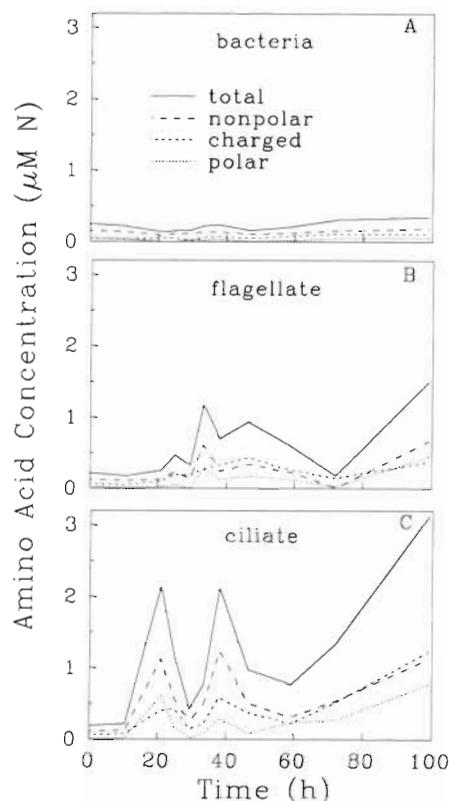 Amino Acid Concentration (μM N)
3
2
1
0
bacteria
A
total
nonpolar
charged
polar
3
2
1
0
flagellate
B
3
2
1
0
ciliate
C
0 20 40 60 80 100
Time (h)